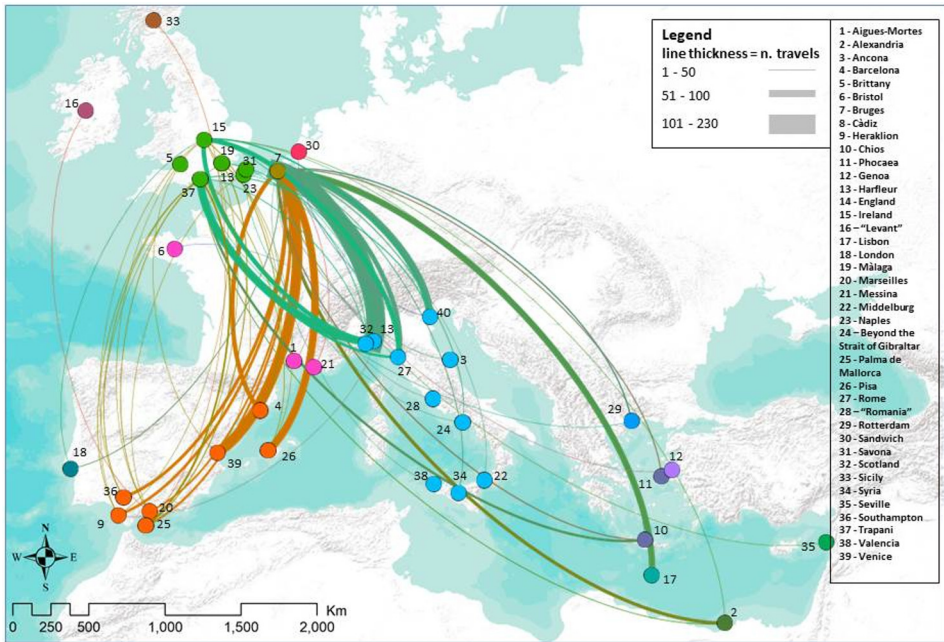 33
16
15
5
19
13
31
23
7
30
37
6
32
13
40
1
21
27
3
4
28
29
24
12
18
39
26
11
36
38
34
22
9
20
25
10
35
17
2
Legend
line thickness = n. travels
1 - 50
51 - 100
101 - 230
N
W
E
S
0 250 500 1,000 1,500 2,000
Km
1 - Aigues-Mortes
2 - Alexandria
3 - Ancona
4 - Barcelona
5 - Brittany
6 - Bristol
7 - Bruges
8 - Càdiz
9 - Heraklion
10 - Chios
11 - Phocaea
12 - Genoa
13 - Harfleur
14 - England
15 - Ireland
16 - “Levant”
17 - Lisbon
18 - London
19 - Màlaga
20 - Marseilles
21 - Messina
22 - Middelburg
23 - Naples
24 – Beyond the
Strait of Gibraltar
25 - Palma de
Mallorca
26 - Pisa
27 - Rome
28 – “Romania”
29 - Rotterdam
30 - Sandwich
31 - Savona
32 - Scotland
33 - Sicily
34 - Syria
35 - Seville
36 - Southampton
37 - Trapani
38 - Valencia
39 - Venice